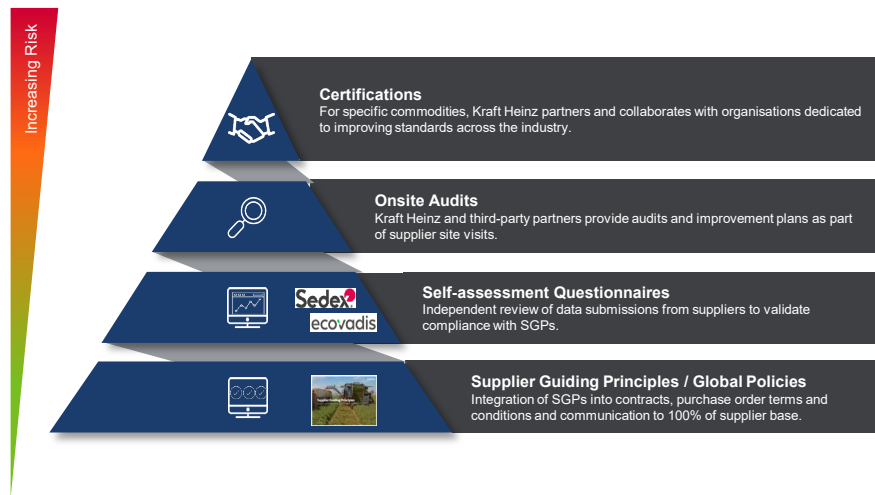 Increasing Risk
Certifications
For specific commodities, Kraft Heinz partners and collaborates with organisations dedicated
to improving standards across the industry.
Onsite Audits
Kraft Heinz and third-party partners provide audits and improvement plans as part
of supplier site visits.
Sedex
ecovadis
Self-assessment Questionnaires
Independent review of data submissions from suppliers to validate
compliance with SGPs.
Supplier Guiding Principles
Supplier Guiding Principles / Global Policies
Integration of SGPs into contracts, purchase order terms and
conditions and communication to 100% of supplier base.